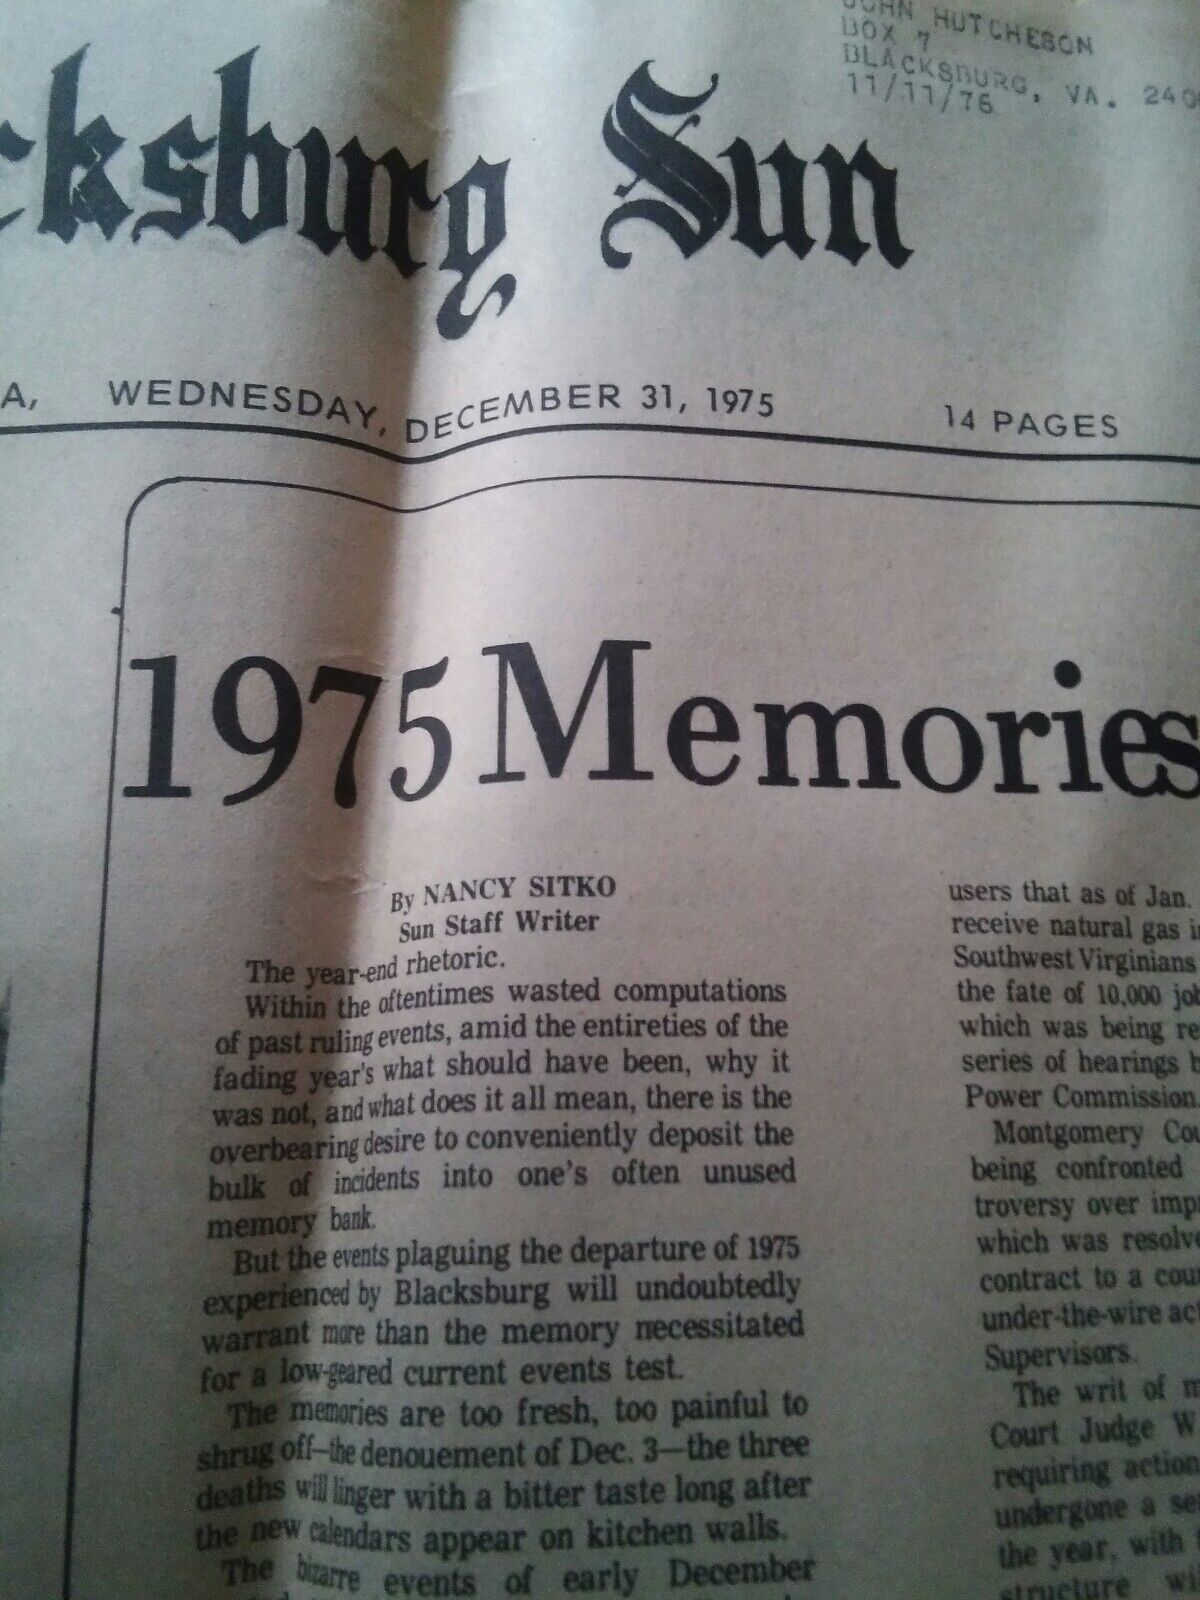 JOHN HUTCHESON
BOX 7
BLACKSBURG, VA. 240
11/11/76
cksburg Sun
A, WEDNESDAY, DECEMBER 31, 1975 14 PAGES
1975 Memories
By NANCY SITKO
Sun Staff Writer
The year-end rhetoric.
Within the oftentimes wasted computations
of past ruling events, amid the entireties of the
fading year's what should have been, why it
was not, and what does it all mean, there is the
overbearing desire to conveniently deposit the
bulk of incidents into one's often unused
memory bank.
But the events plaguing the departure of 1975
experienced by Blacksburg will undoubtedly
warrant more than the memory necessitated
for a low-geared current events test.
The memories are too fresh, too painful to
shrug off—the denouement of Dec. 3—the three
deaths will linger with a bitter taste long after
the new calendars appear on kitchen walls.
The bizarre events of early December
users that as of Jan.
receive natural gas i
Southwest Virginians
the fate of 10,000 jo
which was being re
series of hearings b
Power Commission.
Montgomery Cou
being confronted
troversy over imp
which was resolve
contract to a cou
under-the-wire ac
Supervisors.
The writ of m
Court Judge W
requiring action
undergone a se
the year, with
structure wi